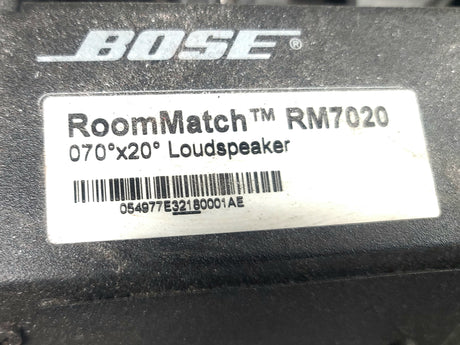 BOSE®
RoomMatch™ RM7020
070°x20° Loudspeaker
054977E32180001AE